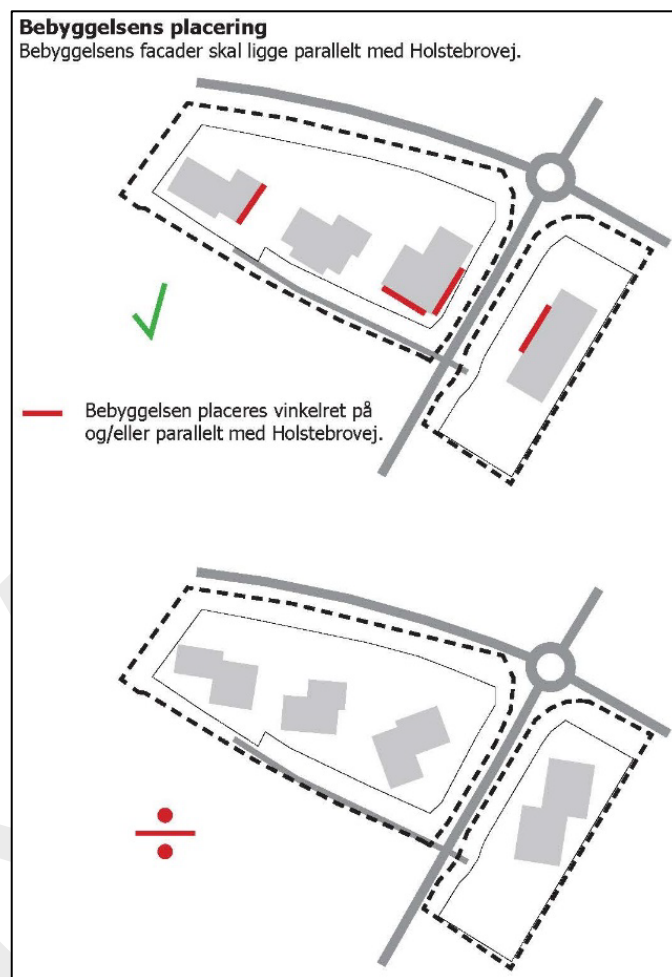 Bebyggelsens placering
Bebyggelsens facader skal ligge parallelt med Holstebrovej.
Bebyggelsen placeres vinkelret på
og/eller parallelt med Holstebrovej.